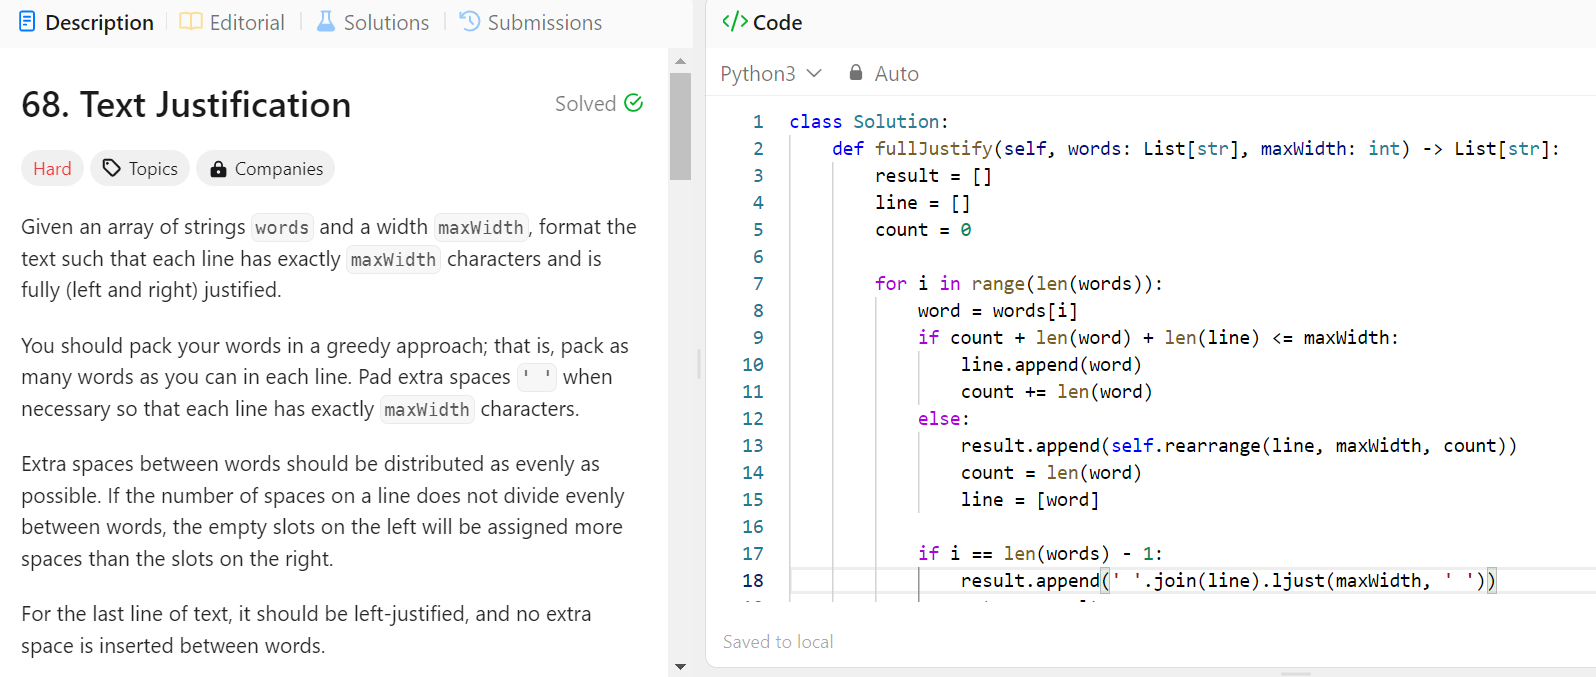 Description
Editorial
Solutions
Submissions
68. Text Justification
Solved
Hard
Topics
Companies
Given an array of strings words and a width maxWidth, format the
text such that each line has exactly maxWidth characters and is
fully (left and right) justified.
You should pack your words in a greedy approach; that is, pack as
many words as you can in each line. Pad extra spaces ' ' when
necessary so that each line has exactly maxWidth characters.
Extra spaces between words should be distributed as evenly as
possible. If the number of spaces on a line does not divide evenly
between words, the empty slots on the left will be assigned more
spaces than the slots on the right.
For the last line of text, it should be left-justified, and no extra
space is inserted between words.
</> Code
Python3
Auto
1 class Solution:
2     def fullJustify(self, words: List[str], maxWidth: int) -> List[str]:
3         result = []
4         line = []
5         count = 0
6
7         for i in range(len(words)):
8             word = words[i]
9             if count + len(word) + len(line) <= maxWidth:
10                 line.append(word)
11                 count += len(word)
12             else:
13                 result.append(self.rearrange(line, maxWidth, count))
14                 count = len(word)
15                 line = [word]
16
17             if i == len(words) - 1:
18                 result.append(' '.join(line).ljust(maxWidth, ' '))
Saved to local